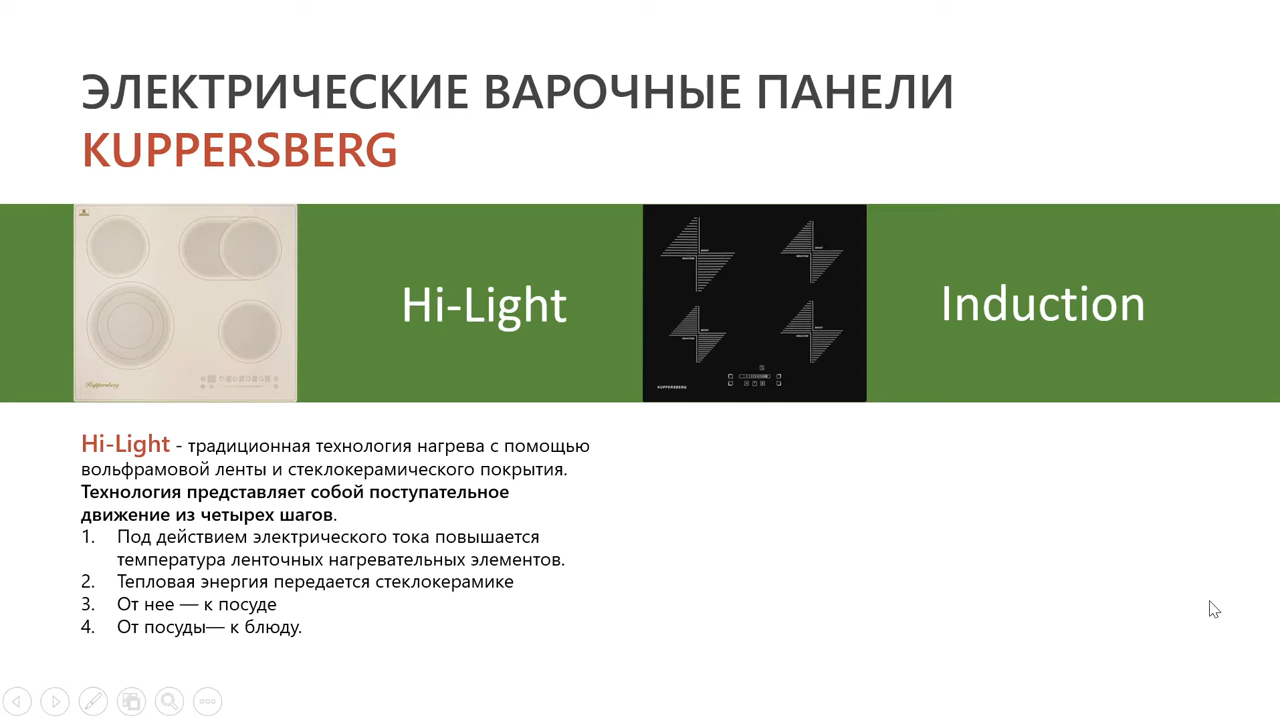 ЭЛЕКТРИЧЕСКИЕ ВАРОЧНЫЕ ПАНЕЛИ
KUPPERSBERG
Hi-Light
Induction
Kuppersberg
KUPPERSBERG
Hi-Light - традиционная технология нагрева с помощью
вольфрамовой ленты и стеклокерамического покрытия.
Технология представляет собой поступательное
движение из четырех шагов.
1. Под действием электрического тока повышается
температура ленточных нагревательных элементов.
2. Тепловая энергия передается стеклокерамике
3. От нее — к посуде
4. От посуды— к блюду.